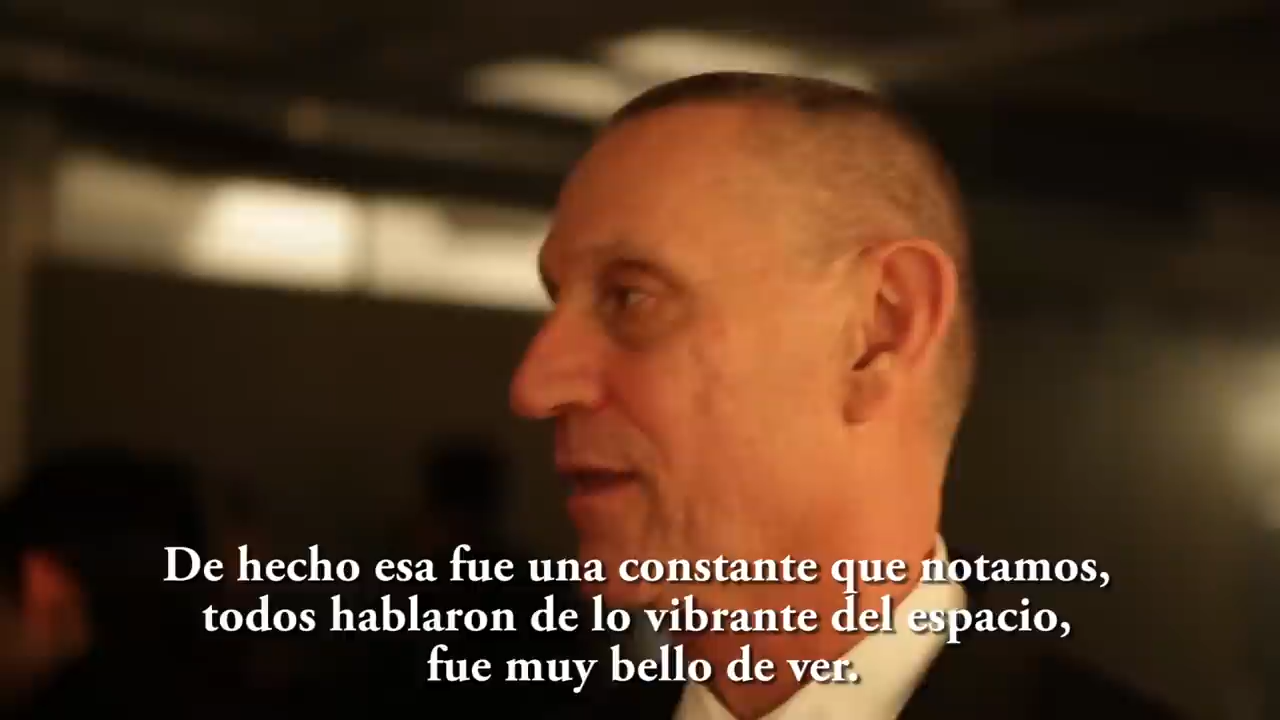 De hecho esa fue una constante que notamos,
todos hablaron de lo vibrante del espacio,
fue muy bello de ver.